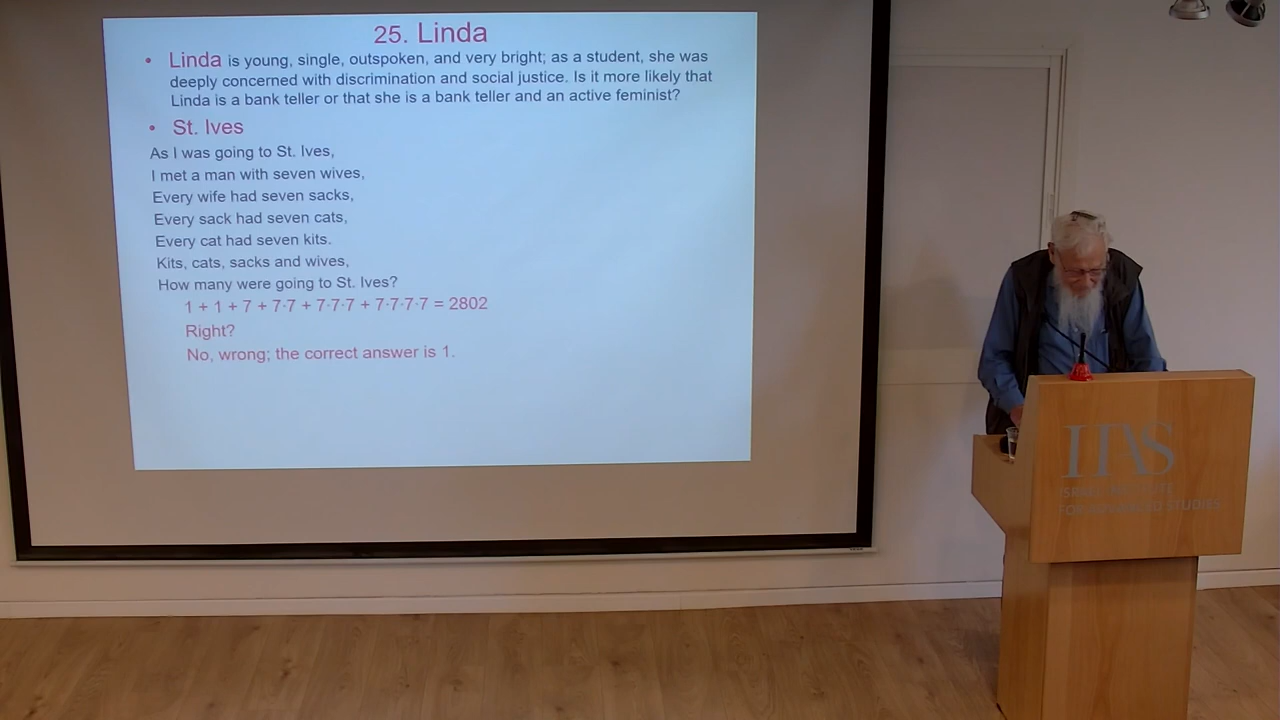 25. Linda
• Linda is young, single, outspoken, and very bright; as a student, she was
deeply concerned with discrimination and social justice. Is it more likely that
Linda is a bank teller or that she is a bank teller and an active feminist?
• St. Ives
As I was going to St. Ives,
I met a man with seven wives,
Every wife had seven sacks,
Every sack had seven cats,
Every cat had seven kits.
Kits, cats, sacks and wives,
How many were going to St. Ives?
1 + 1 + 7 + 7·7 + 7·7·7 + 7·7·7·7 = 2802
Right?
No, wrong; the correct answer is 1.
IIAS
ISRAEL INSTITUTE
FOR ADVANCED STUDIES